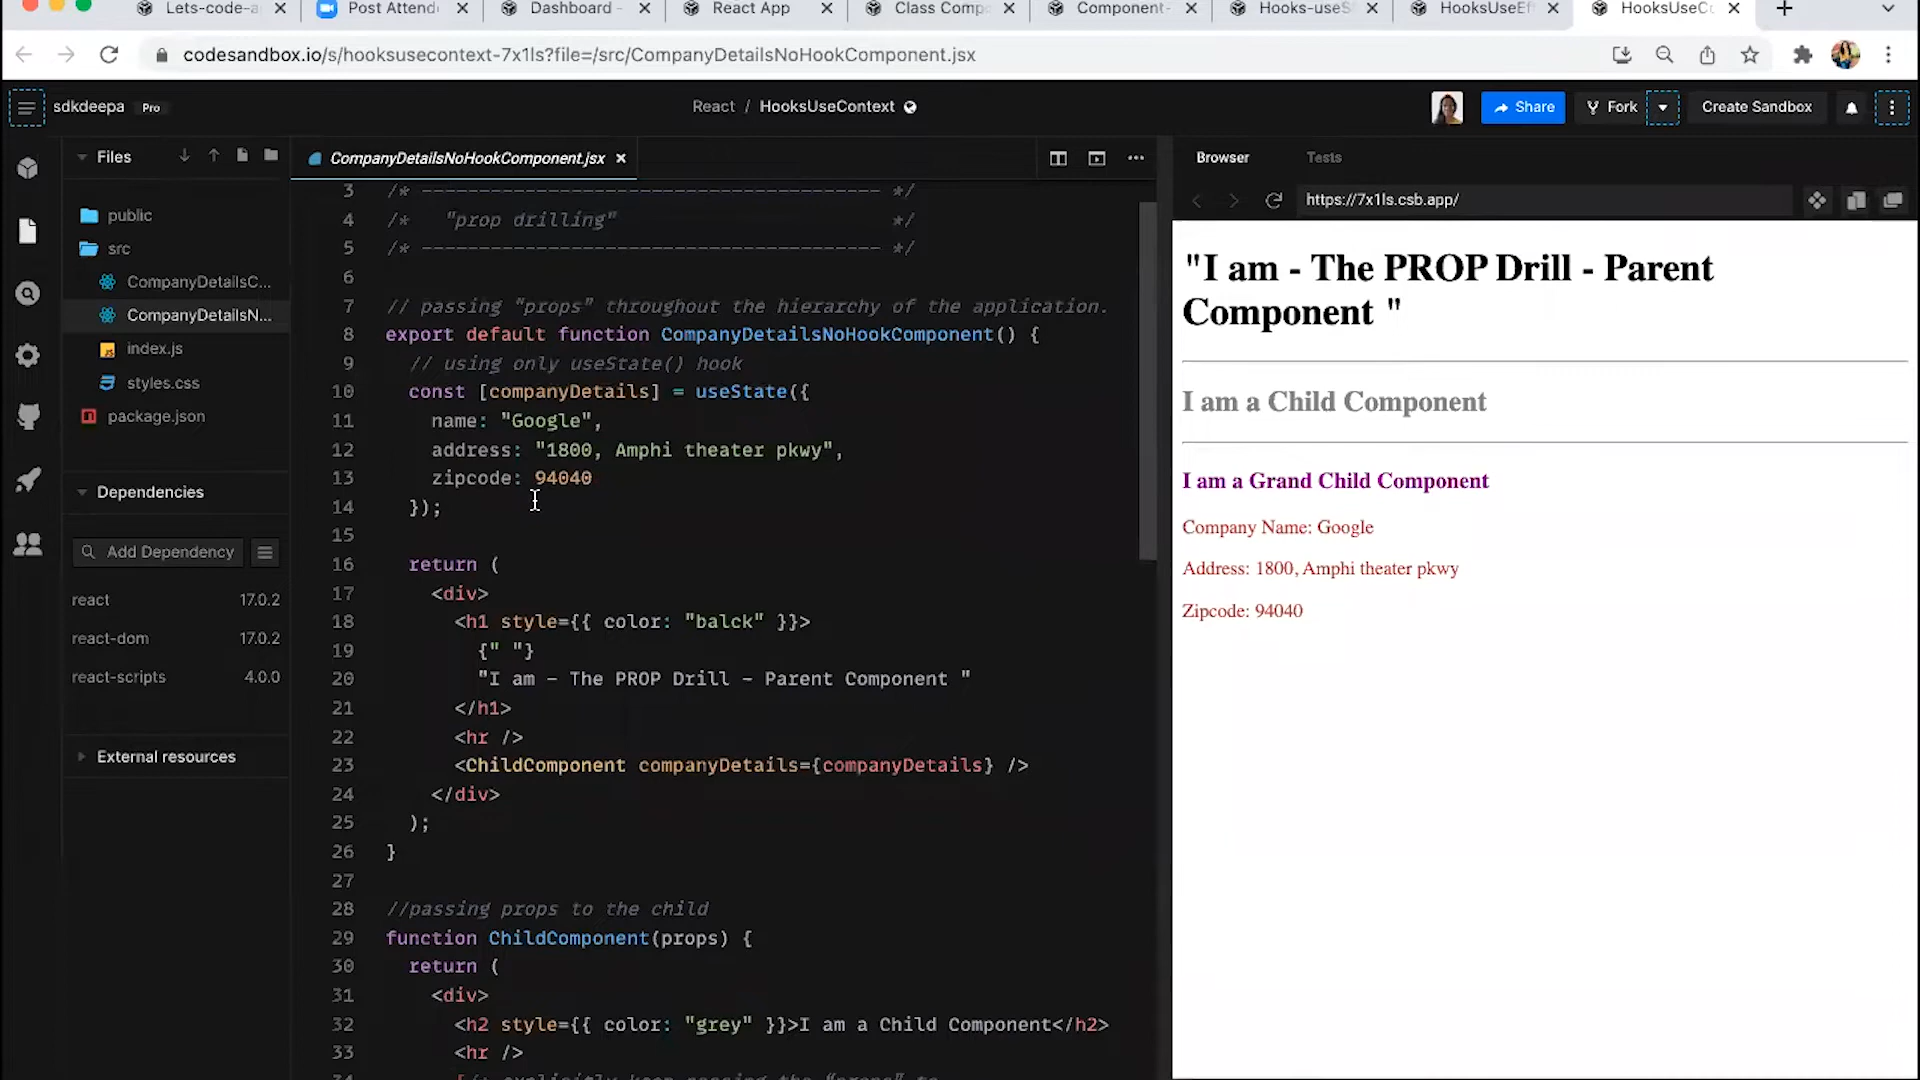 Lets-code-a
Post Attend
Dashboard -
React App
Class Comp
Component-
Hooks-useS
HooksUseEf
HooksUseCo
codesandbox.io/s/hooksusecontext-7x1ls?file=/src/CompanyDetailsNoHookComponent.jsx
sdkdeepa Pro
React / HooksUseContext
Share
Fork
Create Sandbox
Files
public
src
CompanyDetailsC...
CompanyDetailsN...
index.js
styles.css
package.json
Dependencies
Add Dependency
react 17.0.2
react-dom 17.0.2
react-scripts 4.0.0
External resources
CompanyDetailsNoHookComponent.jsx
3 /* ---------------------------------------- */
4 /* "prop drilling" */
5 /* ---------------------------------------- */
6
7 // passing "props" throughout the hierarchy of the application.
8 export default function CompanyDetailsNoHookComponent() {
9 // using only useState() hook
10 const [companyDetails] = useState({
11 name: "Google",
12 address: "1800, Amphi theater pkwy",
13 zipcode: 94040
14 });
15
16 return (
17 <div>
18 <h1 style={{ color: "balck" }}>
19 {" "}
20 "I am - The PROP Drill - Parent Component "
21 </h1>
22 <hr />
23 <ChildComponent companyDetails={companyDetails} />
24 </div>
25 );
26 }
27
28 //passing props to the child
29 function ChildComponent(props) {
30 return (
31 <div>
32 <h2 style={{ color: "grey" }}>I am a Child Component</h2>
33 <hr />
Browser
Tests
https://7x1ls.csb.app/
"I am - The PROP Drill - Parent
Component "
I am a Child Component
I am a Grand Child Component
Company Name: Google
Address: 1800, Amphi theater pkwy
Zipcode: 94040